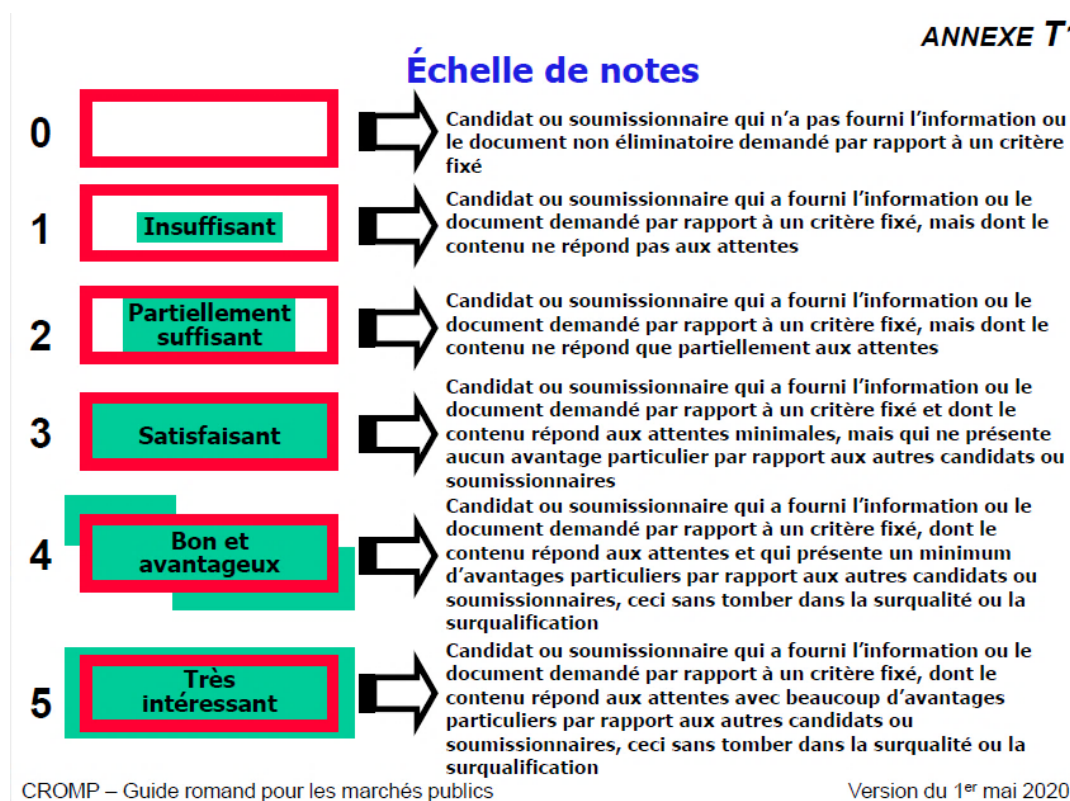 ANNEXE T1
Échelle de notes
0
Candidat ou soumissionnaire qui n’a pas fourni l’information ou
le document non éliminatoire demandé par rapport à un critère
fixé
1
Insuffisant
Candidat ou soumissionnaire qui a fourni l’information ou le
document demandé par rapport à un critère fixé, mais dont le
contenu ne répond pas aux attentes
2
Partiellement
suffisant
Candidat ou soumissionnaire qui a fourni l’information ou le
document demandé par rapport à un critère fixé, mais dont le
contenu ne répond que partiellement aux attentes
3
Satisfaisant
Candidat ou soumissionnaire qui a fourni l’information ou le
document demandé par rapport à un critère fixé et dont le
contenu répond aux attentes minimales, mais qui ne présente
aucun avantage particulier par rapport aux autres candidats ou
soumissionnaires
4
Bon et
avantageux
Candidat ou soumissionnaire qui a fourni l’information ou le
document demandé par rapport à un critère fixé, dont le
contenu répond aux attentes et qui présente un minimum
d’avantages particuliers par rapport aux autres candidats ou
soumissionnaires, ceci sans tomber dans la surqualité ou la
surqualification
5
Très
intéressant
Candidat ou soumissionnaire qui a fourni l’information ou le
document demandé par rapport à un critère fixé, dont le
contenu répond aux attentes avec beaucoup d’avantages
particuliers par rapport aux autres candidats ou
soumissionnaires, ceci sans tomber dans la surqualité ou la
surqualification
CROMP – Guide romand pour les marchés publics
Version du 1er mai 2020